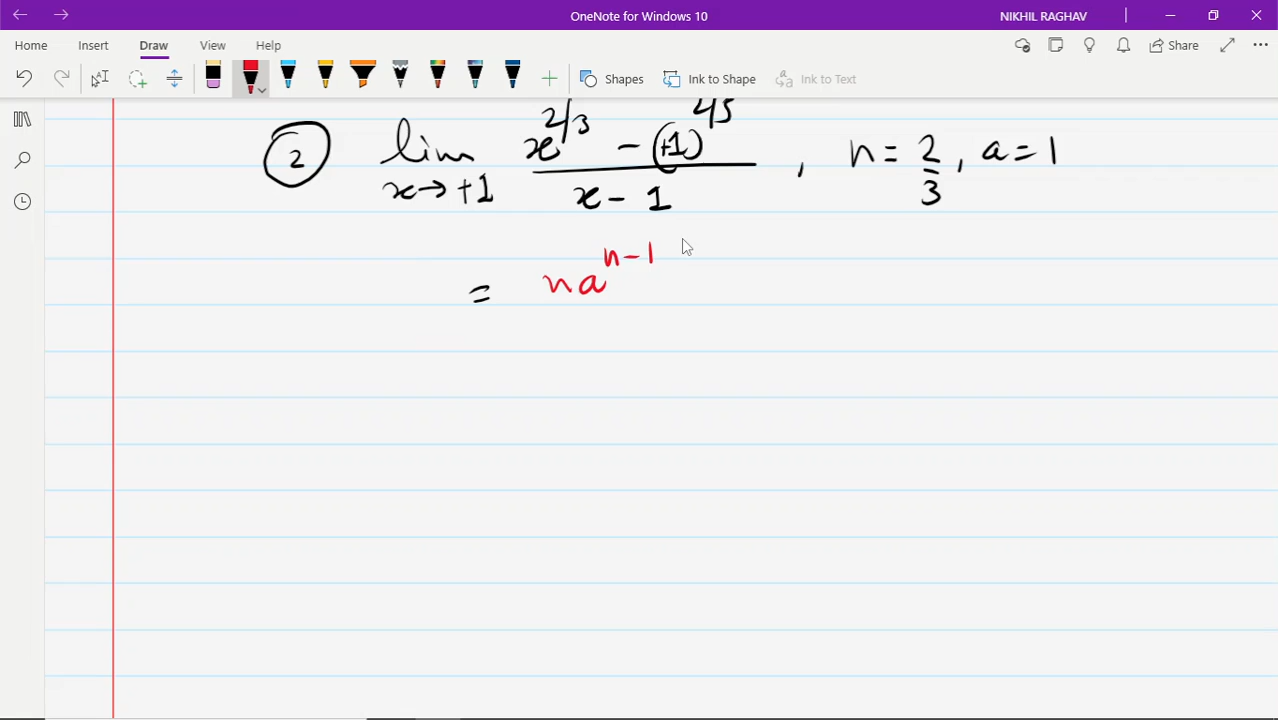 OneNote for Windows 10
NIKHIL RAGHAV
Home Insert Draw View Help
Share
Shapes Ink to Shape Ink to Text
2 lim x→+1 x^2/3 - (+1)^4/5 / x - 1 , n = 2/3 , a = 1
= na^n-1